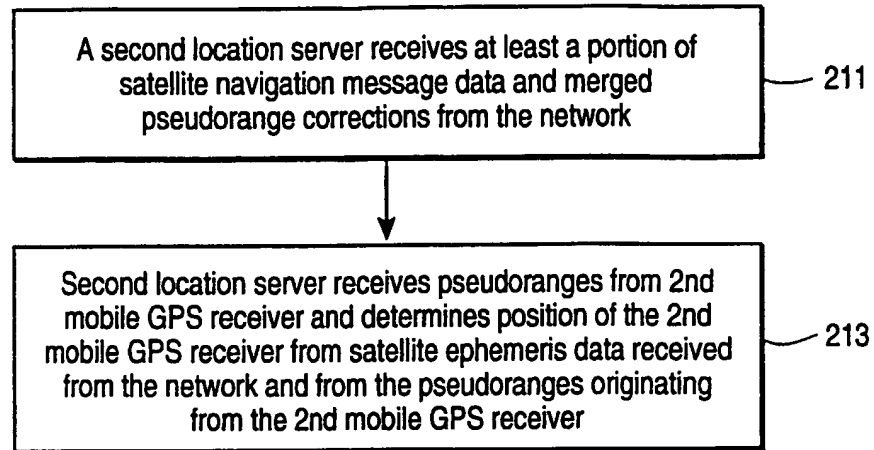 A second location server receives at least a portion of
satellite navigation message data and merged
pseudorange corrections from the network
211
Second location server receives pseudoranges from 2nd
mobile GPS receiver and determines position of the 2nd
mobile GPS receiver from satellite ephemeris data received
from the network and from the pseudoranges originating
from the 2nd mobile GPS receiver
213